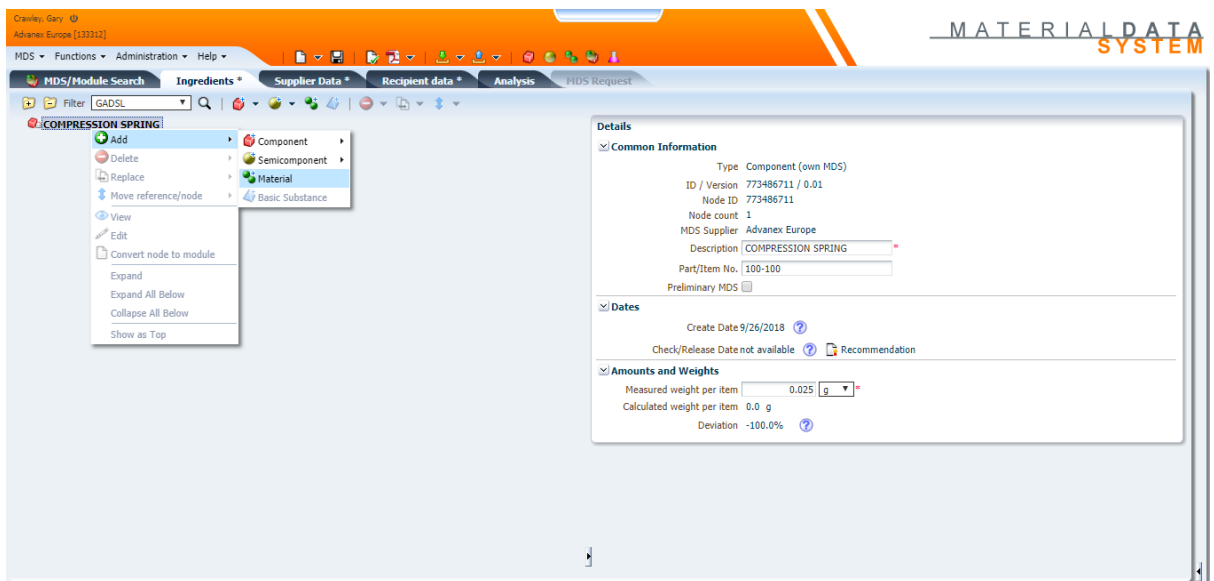 Crawley, Gary
Advanex Europe [133312]
MATERIALDATA
SYSTEM
MDS Functions Administration Help
MDS/Module Search Ingredients * Supplier Data * Recipient data * Analysis MDS Request
Filter GADSL
COMPRESSION SPRING
Add
Delete
Replace
Move reference/node
View
Edit
Convert node to module
Expand
Expand All Below
Collapse All Below
Show as Top
Component
Semicomponent
Material
Basic Substance
Details
Common Information
Type Component (own MDS)
ID / Version 773486711 / 0.01
Node ID 773486711
Node count 1
MDS Supplier Advanex Europe
Description COMPRESSION SPRING *
Part/Item No. 100-100
Preliminary MDS
Dates
Create Date 9/26/2018 ?
Check/Release Date not available ? Recommendation
Amounts and Weights
Measured weight per item 0.025 g *
Calculated weight per item 0.0 g
Deviation -100.0% ?